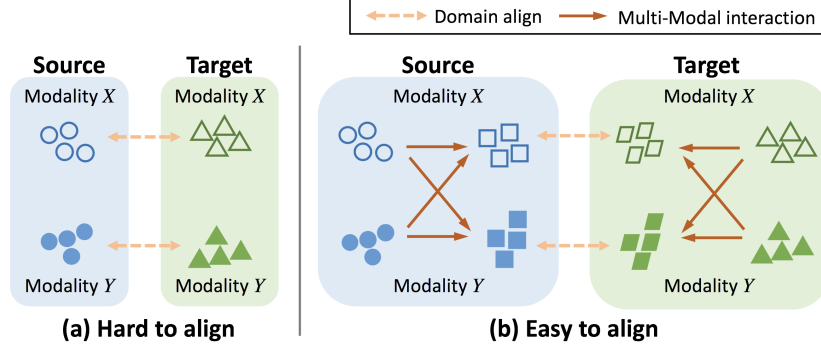 Domain align Multi-Modal interaction
Source Target
Modality X Modality X
Modality Y Modality Y
(a) Hard to align
Source Target
Modality X Modality X
Modality Y Modality Y
(b) Easy to align